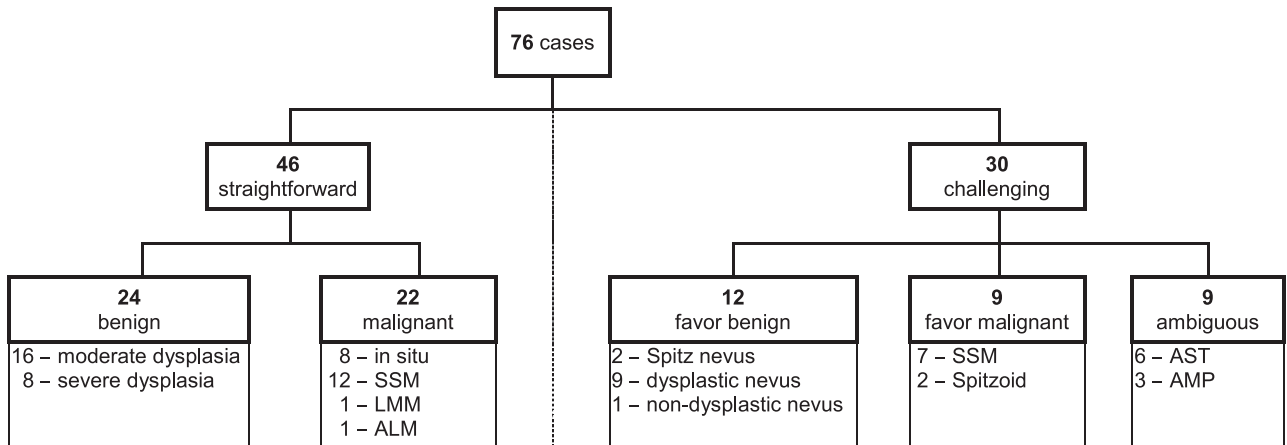 76 cases
46
straightforward
30
challenging
24
benign
16 – moderate dysplasia
8 – severe dysplasia
22
malignant
8 – in situ
12 – SSM
1 – LMM
1 – ALM
12
favor benign
2 – Spitz nevus
9 – dysplastic nevus
1 – non-dysplastic nevus
9
favor malignant
7 – SSM
2 – Spitzoid
9
ambiguous
6 – AST
3 – AMP